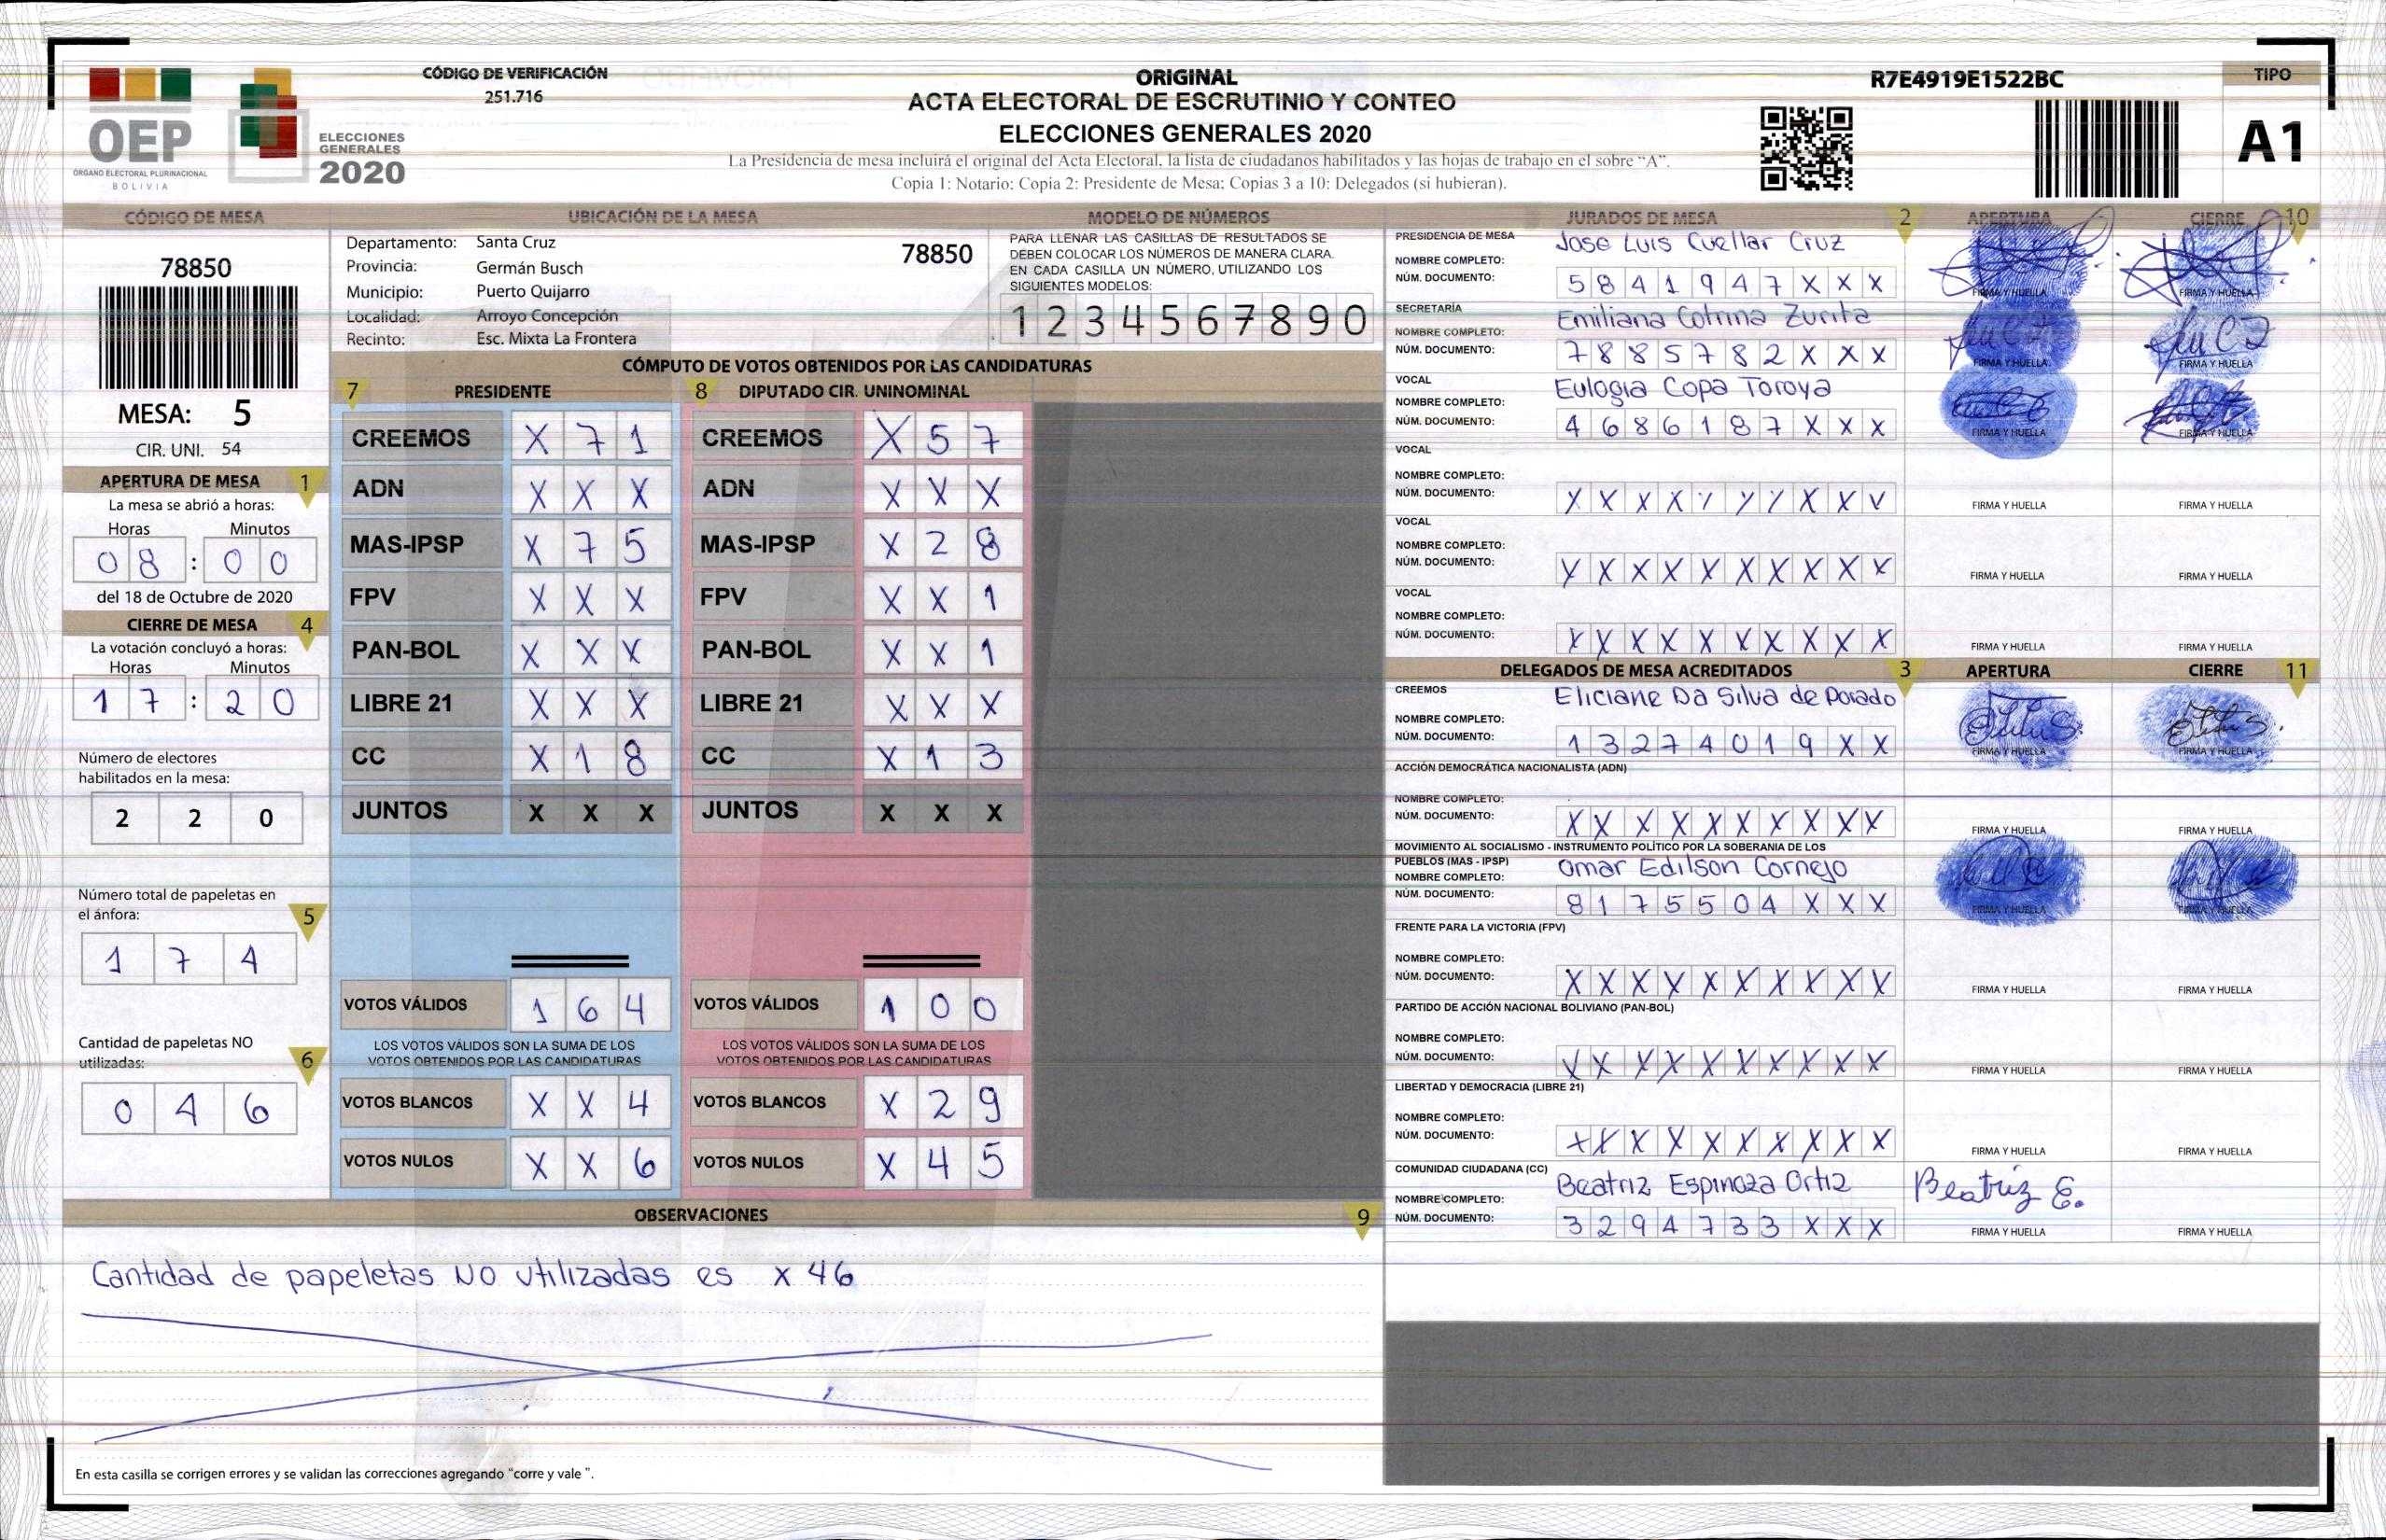 CÓDIGO DE VERIFICACIÓN
251.716
OEP
ÓRGANO ELECTORAL PLURINACIONAL
BOLIVIA
ELECCIONES
GENERALES
2020
ORIGINAL
ACTA ELECTORAL DE ESCRUTINIO Y CONTEO
ELECCIONES GENERALES 2020
La Presidencia de mesa incluirá el original del Acta Electoral, la lista de ciudadanos habilitados y las hojas de trabajo en el sobre “A”.
Copia 1: Notario; Copia 2: Presidente de Mesa; Copias 3 a 10: Delegados (si hubieran).
R7E4919E1522BC
TIPO
A1
CÓDIGO DE MESA
78850
MESA: 5
CIR. UNI. 54
APERTURA DE MESA 1
La mesa se abrió a horas:
Horas Minutos
0 8 : 0 0
del 18 de Octubre de 2020
CIERRE DE MESA 4
La votación concluyó a horas:
Horas Minutos
1 7 : 2 0
Número de electores
habilitados en la mesa:
2 2 0
Número total de papeletas en
el ánfora: 5
1 7 4
Cantidad de papeletas NO
utilizadas: 6
0 4 6
UBICACIÓN DE LA MESA
Departamento: Santa Cruz 78850
Provincia: Germán Busch
Municipio: Puerto Quijarro
Localidad: Arroyo Concepción
Recinto: Esc. Mixta La Frontera
MODELO DE NÚMEROS
PARA LLENAR LAS CASILLAS DE RESULTADOS SE
DEBEN COLOCAR LOS NÚMEROS DE MANERA CLARA.
EN CADA CASILLA UN NÚMERO, UTILIZANDO LOS
SIGUIENTES MODELOS:
1 2 3 4 5 6 7 8 9 0
CÓMPUTO DE VOTOS OBTENIDOS POR LAS CANDIDATURAS
7 PRESIDENTE
CREEMOS X 7 1
ADN X X X
MAS-IPSP X 7 5
FPV X X X
PAN-BOL X X X
LIBRE 21 X X X
CC X 1 8
JUNTOS X X X
VOTOS VÁLIDOS 1 6 4
LOS VOTOS VÁLIDOS SON LA SUMA DE LOS
VOTOS OBTENIDOS POR LAS CANDIDATURAS
VOTOS BLANCOS X X 4
VOTOS NULOS X X 6
8 DIPUTADO CIR. UNINOMINAL
CREEMOS X 5 7
ADN X X X
MAS-IPSP X 2 8
FPV X X 1
PAN-BOL X X 1
LIBRE 21 X X X
CC X 1 3
JUNTOS X X X
VOTOS VÁLIDOS 1 0 0
LOS VOTOS VÁLIDOS SON LA SUMA DE LOS
VOTOS OBTENIDOS POR LAS CANDIDATURAS
VOTOS BLANCOS X 2 9
VOTOS NULOS X 4 5
OBSERVACIONES 9
Cantidad de papeletas NO utilizadas es x 46
En esta casilla se corrigen errores y se validan las correcciones agregando “corre y vale ”.
JURADOS DE MESA 2 APERTURA CIERRE 10
PRESIDENCIA DE MESA
NOMBRE COMPLETO: Jose Luis Cuellar Cruz
NÚM. DOCUMENTO: 5 8 4 1 9 4 7 X X X FIRMA Y HUELLA FIRMA Y HUELLA
SECRETARÍA
NOMBRE COMPLETO: Emiliana Cotrina Zurita
NÚM. DOCUMENTO: 7 8 8 5 7 8 2 X X X FIRMA Y HUELLA FIRMA Y HUELLA
VOCAL
NOMBRE COMPLETO: Eulogia Copa Toroya
NÚM. DOCUMENTO: 4 6 8 6 1 8 7 X X X FIRMA Y HUELLA FIRMA Y HUELLA
VOCAL
NOMBRE COMPLETO:
NÚM. DOCUMENTO: X X X X X X X X X X FIRMA Y HUELLA FIRMA Y HUELLA
VOCAL
NOMBRE COMPLETO:
NÚM. DOCUMENTO: X X X X X X X X X X FIRMA Y HUELLA FIRMA Y HUELLA
VOCAL
NOMBRE COMPLETO:
NÚM. DOCUMENTO: X X X X X X X X X X FIRMA Y HUELLA FIRMA Y HUELLA
DELEGADOS DE MESA ACREDITADOS 3 APERTURA CIERRE 11
CREEMOS
NOMBRE COMPLETO: Eliciane Da Silva de Dorado
NÚM. DOCUMENTO: 1 3 2 7 4 0 1 9 X X FIRMA Y HUELLA FIRMA Y HUELLA
ACCIÓN DEMOCRÁTICA NACIONALISTA (ADN)
NOMBRE COMPLETO:
NÚM. DOCUMENTO: X X X X X X X X X X FIRMA Y HUELLA FIRMA Y HUELLA
MOVIMIENTO AL SOCIALISMO - INSTRUMENTO POLÍTICO POR LA SOBERANIA DE LOS
PUEBLOS (MAS - IPSP)
NOMBRE COMPLETO: Omar Edilson Cornejo
NÚM. DOCUMENTO: 8 1 7 5 5 0 4 X X X FIRMA Y HUELLA FIRMA Y HUELLA
FRENTE PARA LA VICTORIA (FPV)
NOMBRE COMPLETO:
NÚM. DOCUMENTO: X X X X X X X X X X FIRMA Y HUELLA FIRMA Y HUELLA
PARTIDO DE ACCIÓN NACIONAL BOLIVIANO (PAN-BOL)
NOMBRE COMPLETO:
NÚM. DOCUMENTO: X X X X X X X X X X FIRMA Y HUELLA FIRMA Y HUELLA
LIBERTAD Y DEMOCRACIA (LIBRE 21)
NOMBRE COMPLETO:
NÚM. DOCUMENTO: X X X X X X X X X X FIRMA Y HUELLA FIRMA Y HUELLA
COMUNIDAD CIUDADANA (CC)
NOMBRE COMPLETO: Beatriz Espinoza Ortiz Beatriz E.
NÚM. DOCUMENTO: 3 2 9 4 7 3 3 X X X FIRMA Y HUELLA FIRMA Y HUELLA